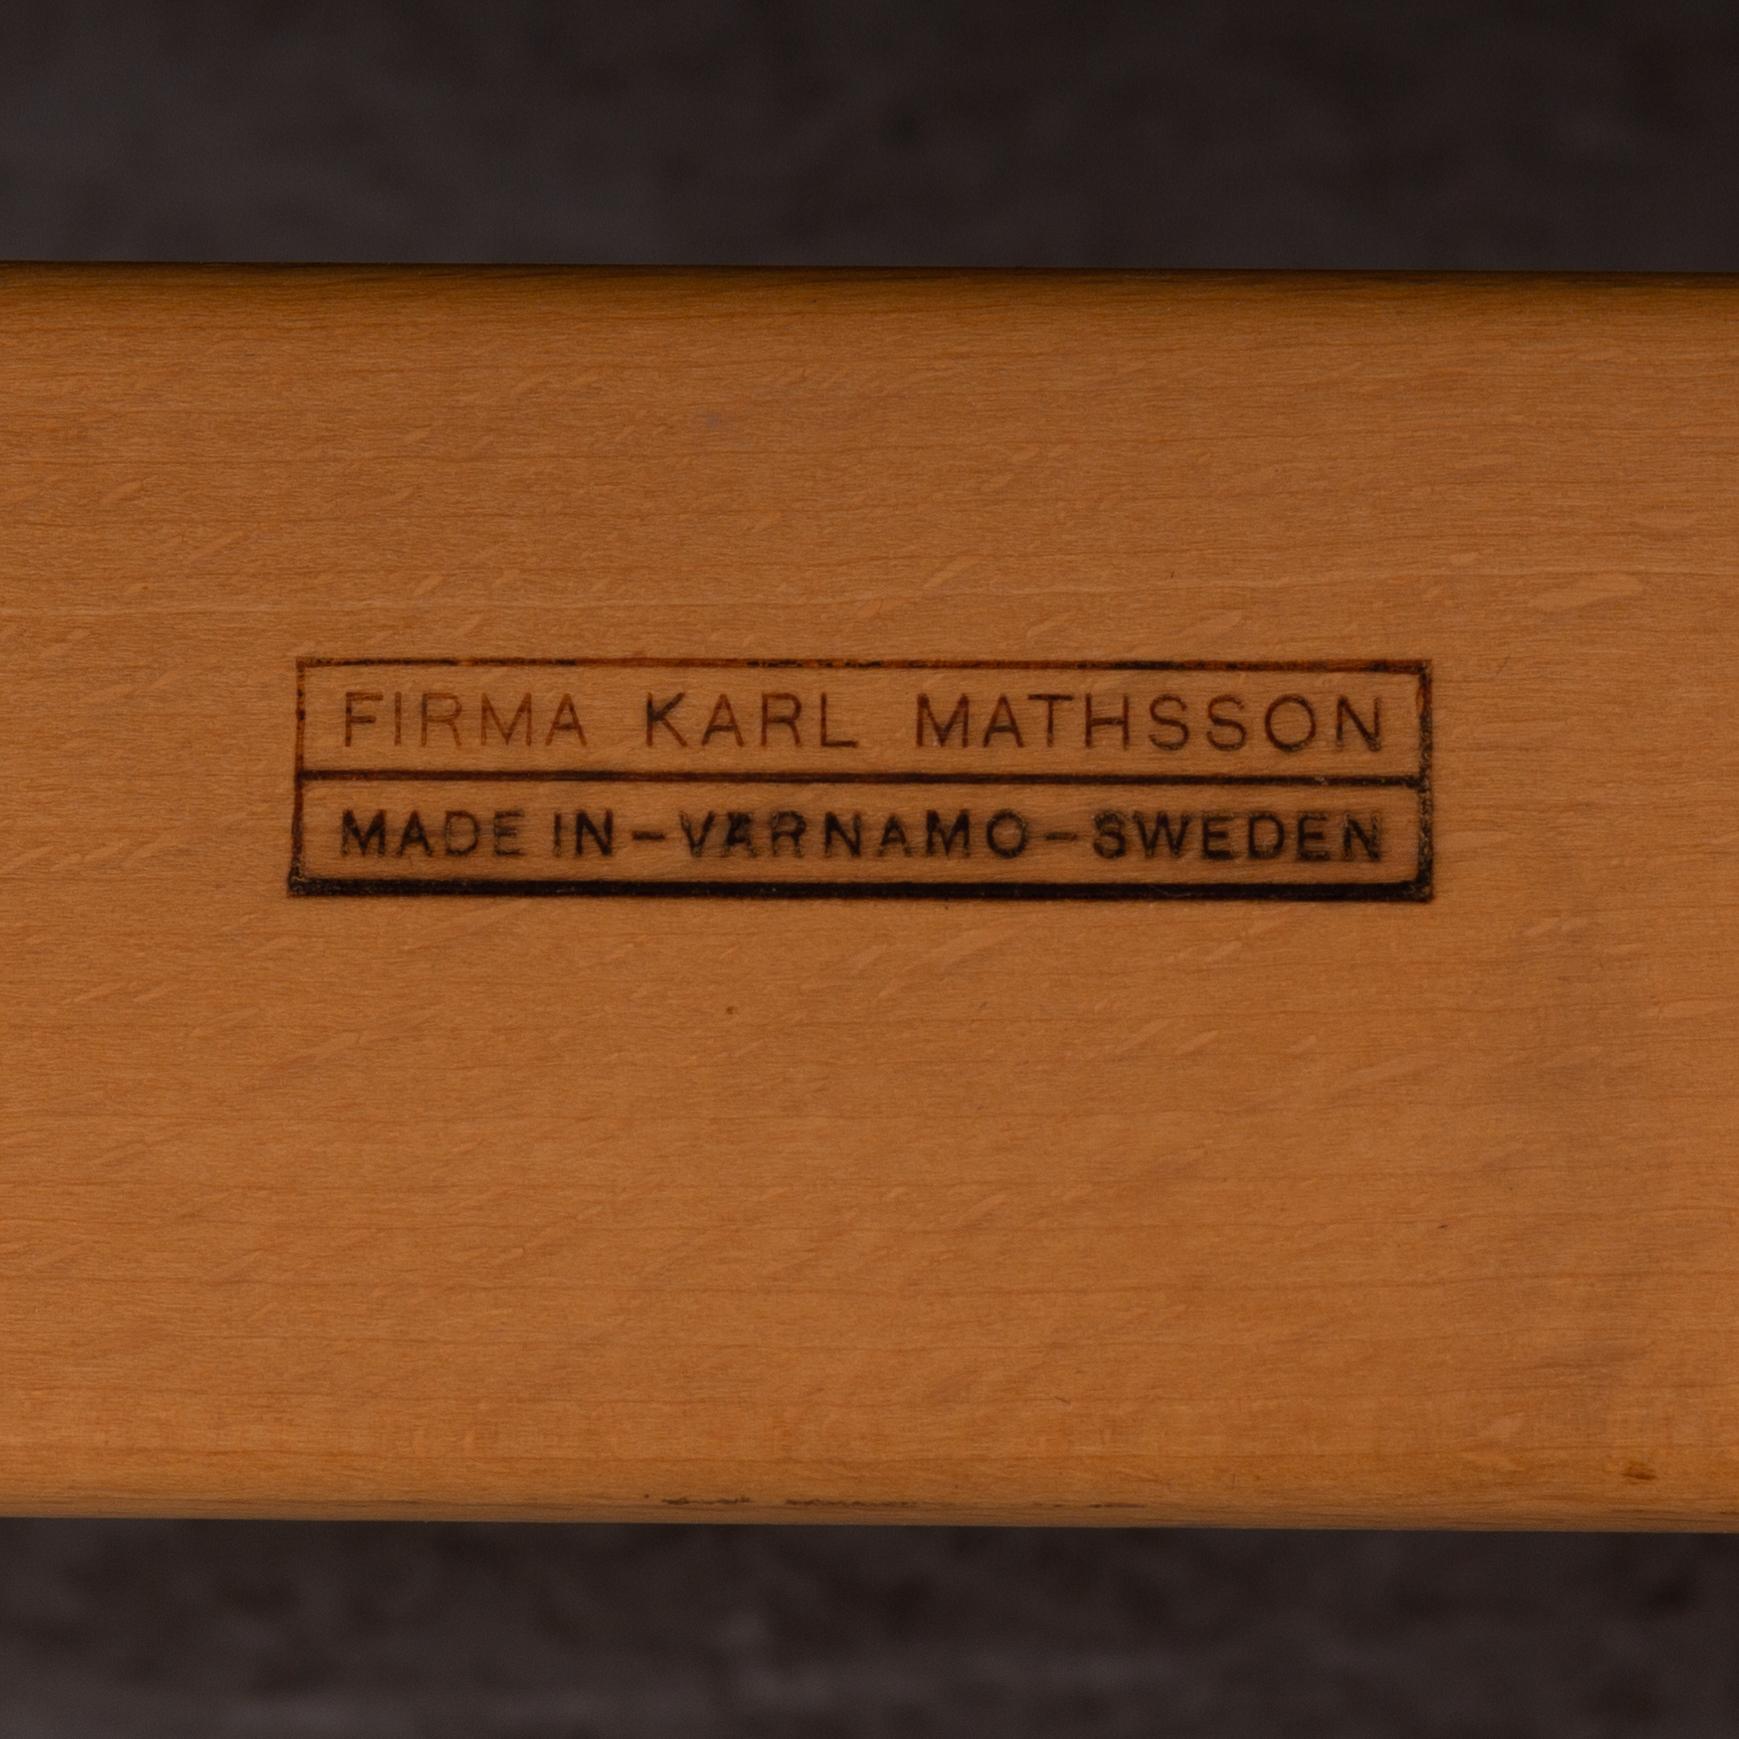 FIRMA KARL MATHSSON
MADE IN-VÄRNAMO-SWEDEN